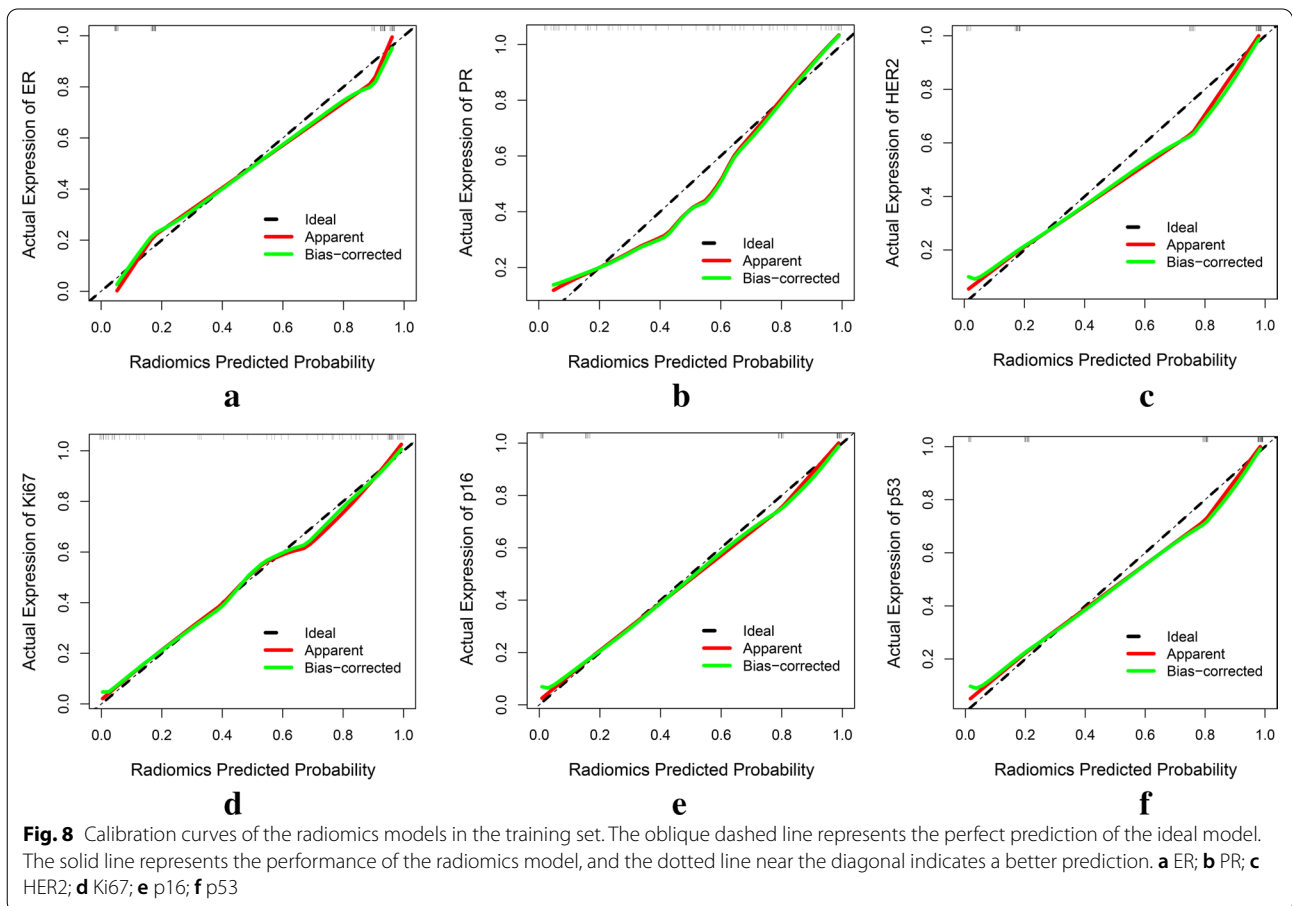 Actual Expression of ER
1.0
0.8
0.6
0.4
0.2
0.0
Ideal
Apparent
Bias−corrected
0.0 0.2 0.4 0.6 0.8 1.0
Radiomics Predicted Probability
a
Actual Expression of PR
1.0
0.8
0.6
0.4
0.2
Ideal
Apparent
Bias−corrected
0.0 0.2 0.4 0.6 0.8 1.0
Radiomics Predicted Probability
b
Actual Expression of HER2
1.0
0.8
0.6
0.4
0.2
Ideal
Apparent
Bias−corrected
0.0 0.2 0.4 0.6 0.8 1.0
Radiomics Predicted Probability
c
Actual Expression of Ki67
1.0
0.8
0.6
0.4
0.2
0.0
Ideal
Apparent
Bias−corrected
0.0 0.2 0.4 0.6 0.8 1.0
Radiomics Predicted Probability
d
Actual Expression of p16
1.0
0.8
0.6
0.4
0.2
0.0
Ideal
Apparent
Bias−corrected
0.0 0.2 0.4 0.6 0.8 1.0
Radiomics Predicted Probability
e
Actual Expression of p53
1.0
0.8
0.6
0.4
0.2
Ideal
Apparent
Bias−corrected
0.0 0.2 0.4 0.6 0.8 1.0
Radiomics Predicted Probability
f
Fig. 8 Calibration curves of the radiomics models in the training set. The oblique dashed line represents the perfect prediction of the ideal model.
The solid line represents the performance of the radiomics model, and the dotted line near the diagonal indicates a better prediction. a ER; b PR; c
HER2; d Ki67; e p16; f p53